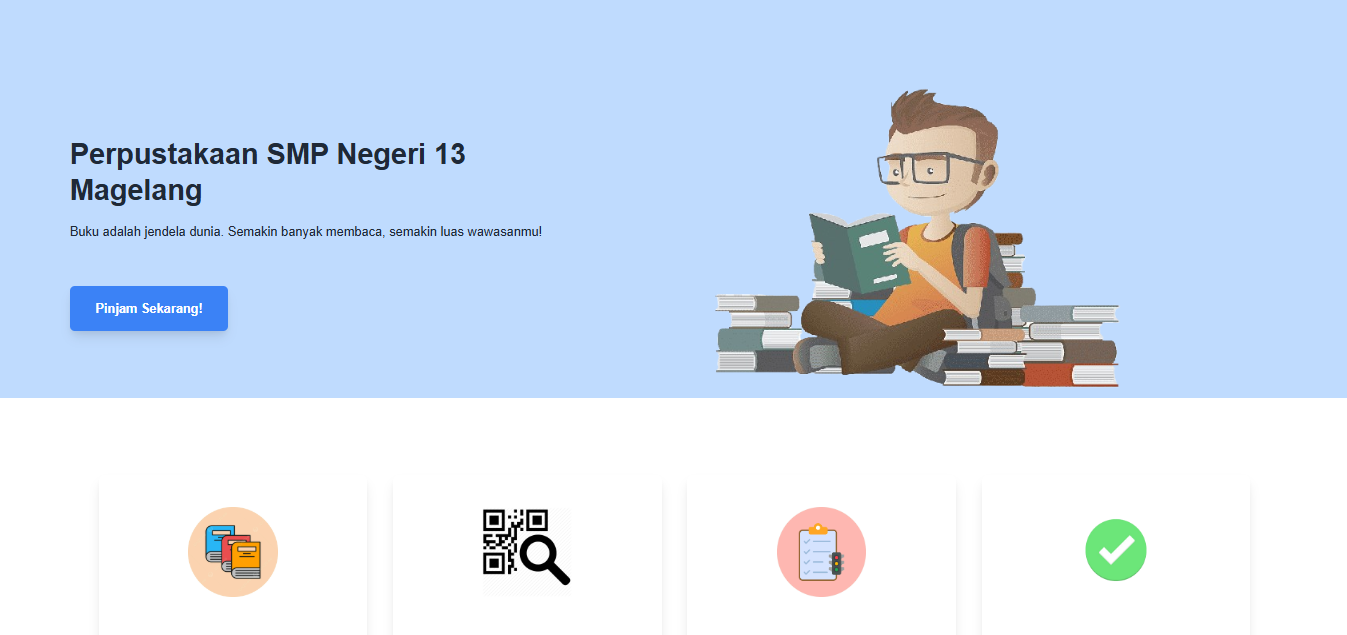 Perpustakaan SMP Negeri 13
Magelang
Buku adalah jendela dunia. Semakin banyak membaca, semakin luas wawasanmu!
Pinjam Sekarang!